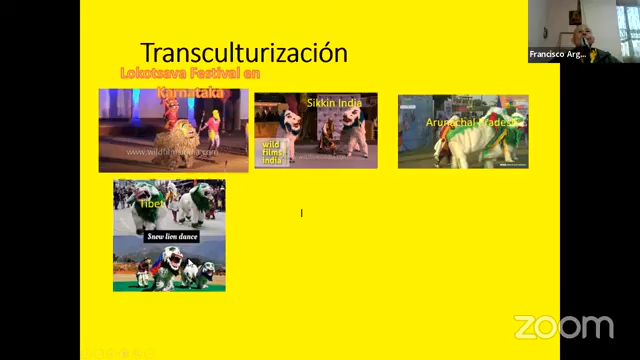 Transculturización
Lokotsava Festival en
Karnataka
Sikkin India
Arunachal Pradesh
wild
films
india
Tibet
Snow lion dance
Francisco Arg...
zoom